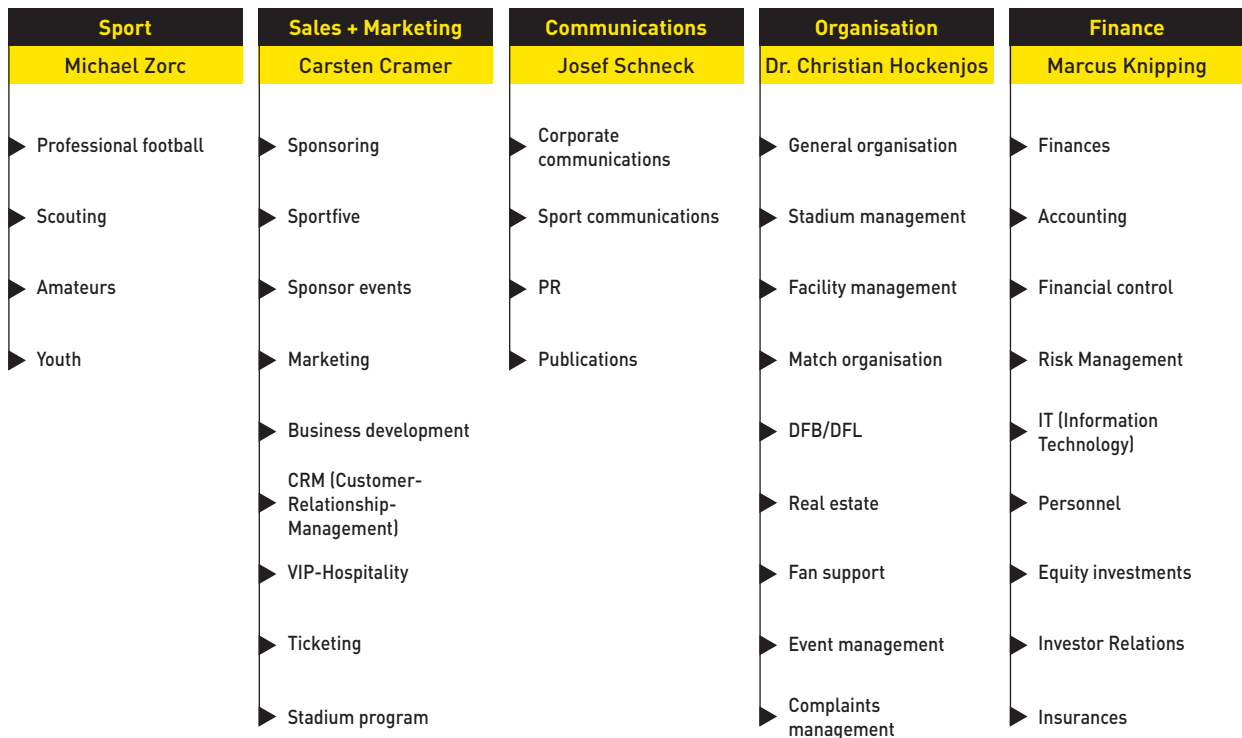 Sport
Michael Zorc
Professional football
Scouting
Amateurs
Youth
Sales + Marketing
Carsten Cramer
Sponsoring
Sportfive
Sponsor events
Marketing
Business development
CRM (Customer-
Relationship-
Management)
VIP-Hospitality
Ticketing
Stadium program
Communications
Josef Schneck
Corporate
communications
Sport communications
PR
Publications
Organisation
Dr. Christian Hockenjos
General organisation
Stadium management
Facility management
Match organisation
DFB/DFL
Real estate
Fan support
Event management
Complaints
management
Finance
Marcus Knipping
Finances
Accounting
Financial control
Risk Management
IT (Information
Technology)
Personnel
Equity investments
Investor Relations
Insurances